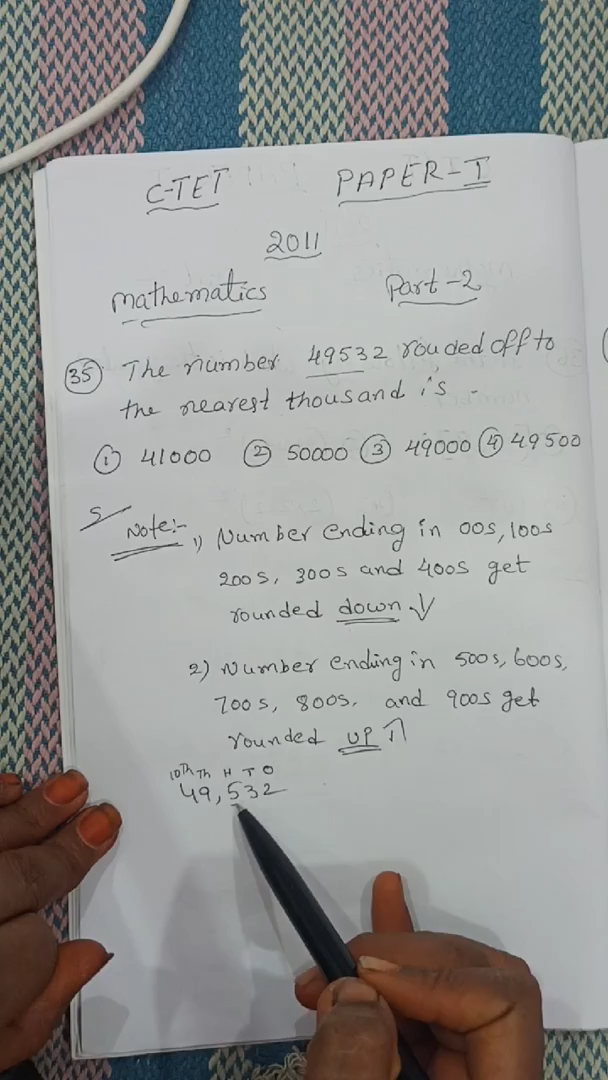 C-TET PAPER-I
2011
Mathematics Part-2
35 The number 49532 rouded off to
the nearest thousand is -
1 41000 2 50000 3 49000 4 49500
S Note:- 1) Number ending in 00s, 100s
200s, 300s and 400s get
rounded down ↓
2) Number ending in 500s, 600s,
700s, 800s, and 900s get
rounded UP ↑
10th Th H T O
49,532